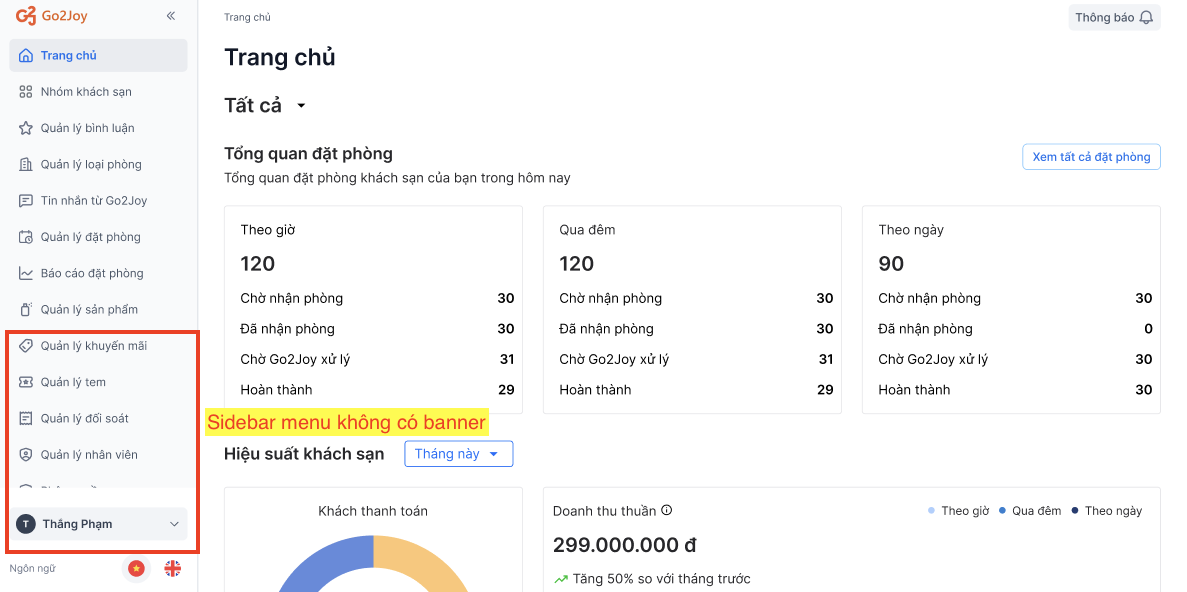 Go2Joy
Trang chủ
Nhóm khách sạn
Quản lý bình luận
Quản lý loại phòng
Tin nhắn từ Go2Joy
Quản lý đặt phòng
Báo cáo đặt phòng
Quản lý sản phẩm
Quản lý khuyến mãi
Quản lý tem
Quản lý đối soát
Quản lý nhân viên
T Thắng Phạm
Ngôn ngữ
Trang chủ
Thông báo
Trang chủ
Tất cả
Tổng quan đặt phòng
Tổng quan đặt phòng khách sạn của bạn trong hôm nay
Xem tất cả đặt phòng
Theo giờ
120
Chờ nhận phòng 30
Đã nhận phòng 30
Chờ Go2Joy xử lý 31
Hoàn thành 29
Qua đêm
120
Chờ nhận phòng 30
Đã nhận phòng 30
Chờ Go2Joy xử lý 31
Hoàn thành 29
Theo ngày
90
Chờ nhận phòng 30
Đã nhận phòng 0
Chờ Go2Joy xử lý 30
Hoàn thành 30
Sidebar menu không có banner
Hiệu suất khách sạn
Tháng này
Khách thanh toán
Doanh thu thuần
Theo giờ Qua đêm Theo ngày
299.000.000 đ
Tăng 50% so với tháng trước